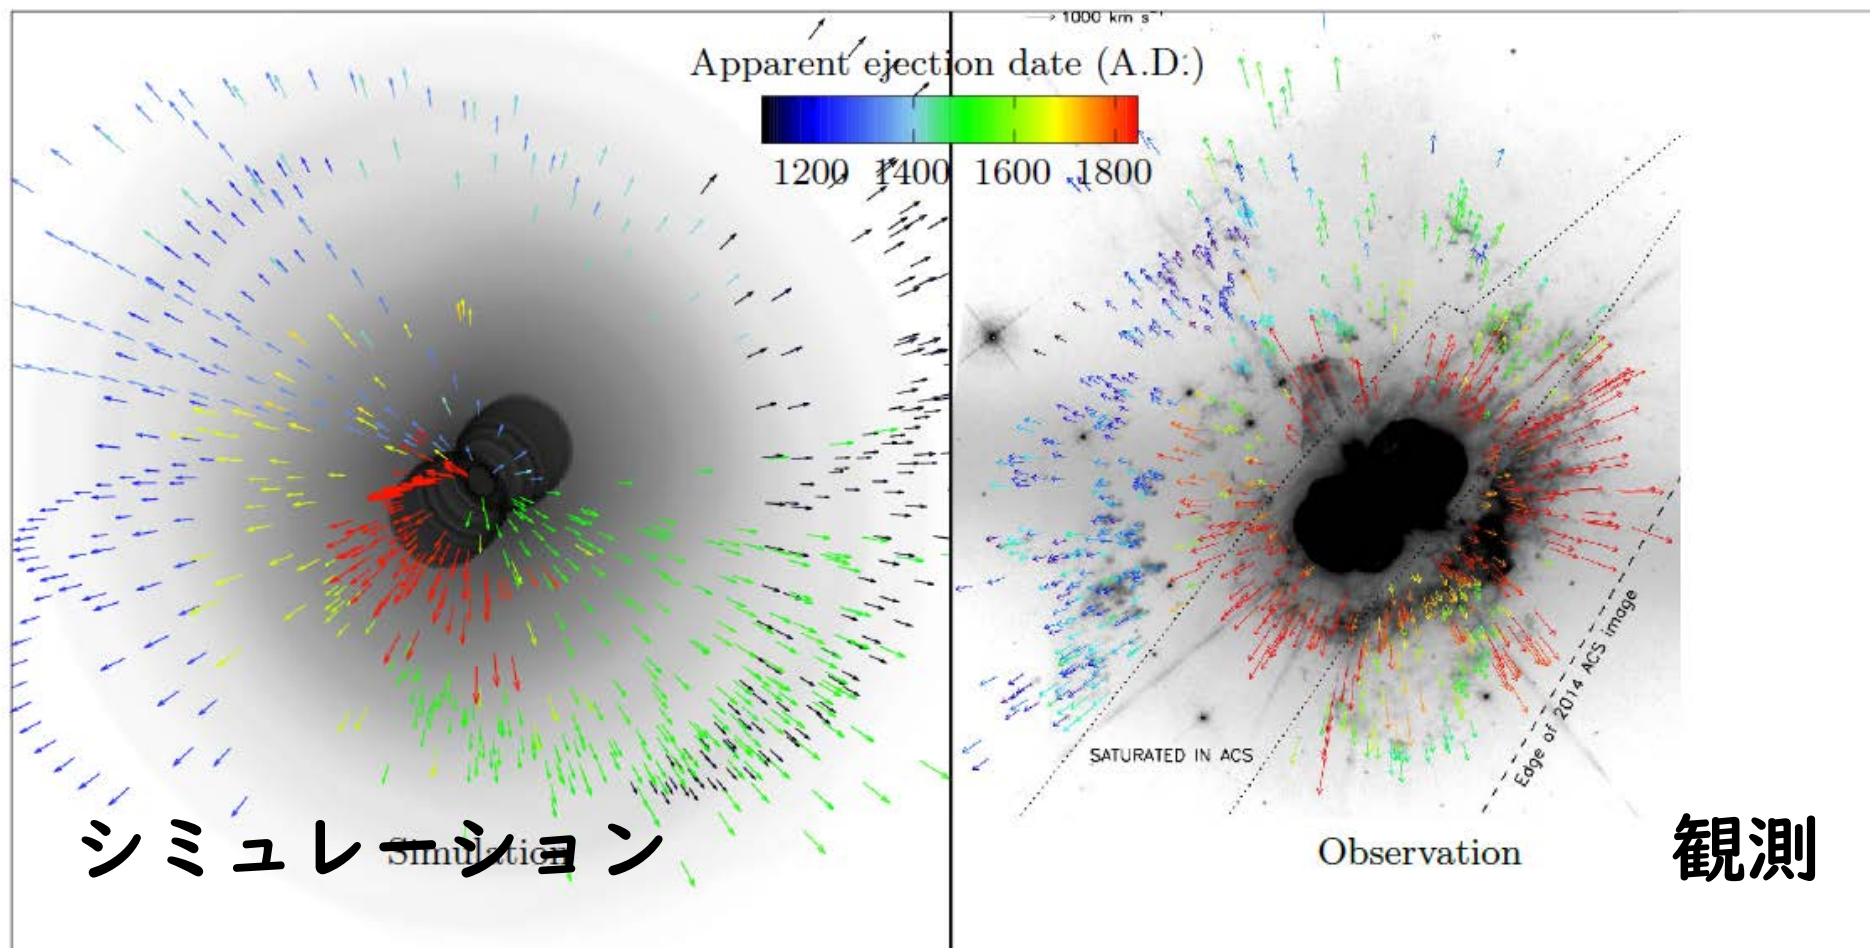 1000 km s⁻¹
Apparent ejection date (A.D.)
1200 1400 1600 1800
SATURATED IN ACS
Edge of 2014 ACS image
Simulation
シミュレーション
Observation
観測